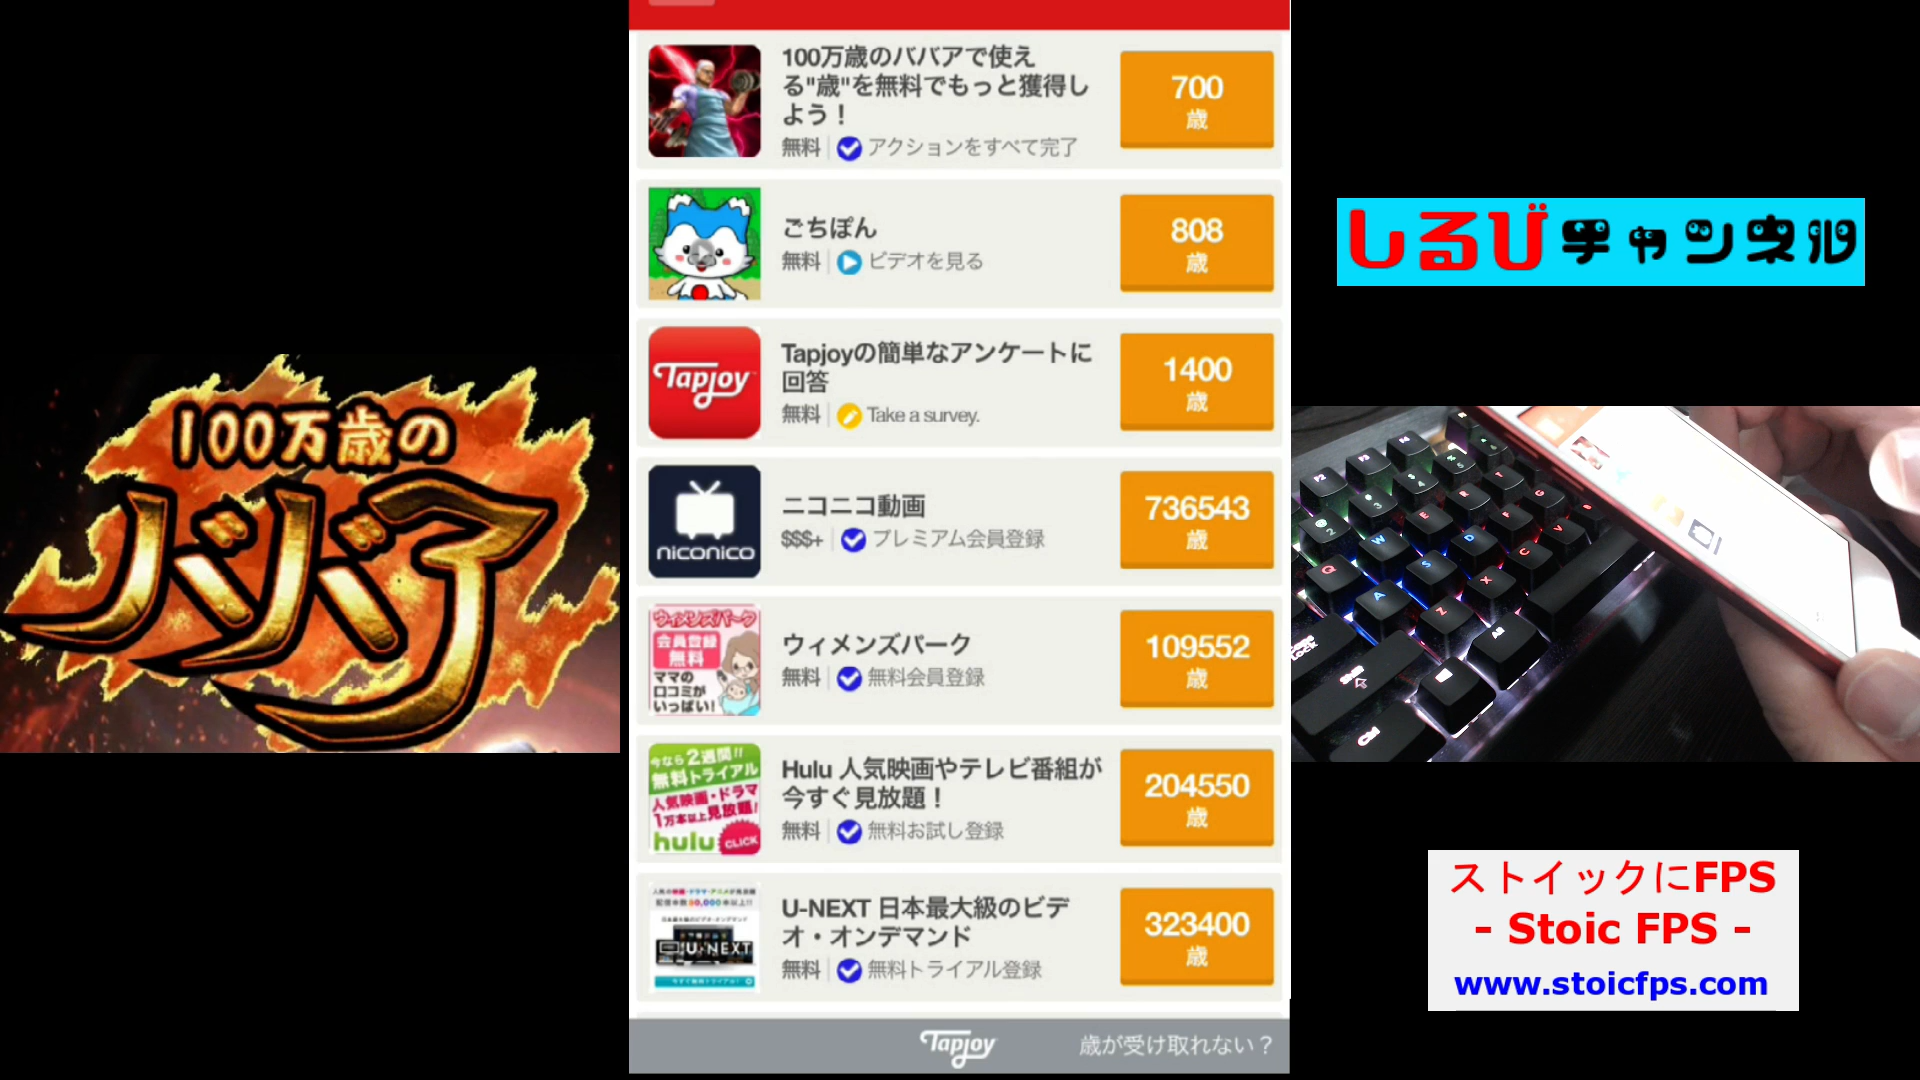 100万歳の
ババア
100万歳のババアで使え
る"歳"を無料でもっと獲得し
よう！
無料 アクションをすべて完了
700
歳
ごちぽん
無料 ビデオを見る
808
歳
Tapjoy
Tapjoyの簡単なアンケートに
回答
無料 Take a survey.
1400
歳
niconico
ニコニコ動画
$$$+ プレミアム会員登録
736543
歳
ウィメンズパーク
会員登録
無料
ママの
口コミが
いっぱい!
ウィメンズパーク
無料 無料会員登録
109552
歳
今なら2週間!!
無料トライアル
人気映画・ドラマ
1万本以上見放題!
hulu CLICK
Hulu 人気映画やテレビ番組が
今すぐ見放題！
無料 無料お試し登録
204550
歳
U-NEXT
U-NEXT 日本最大級のビデ
オ・オンデマンド
無料 無料トライアル登録
323400
歳
Tapjoy 歳が受け取れない？
しるびチャンネル
ストイックにFPS
- Stoic FPS -
www.stoicfps.com